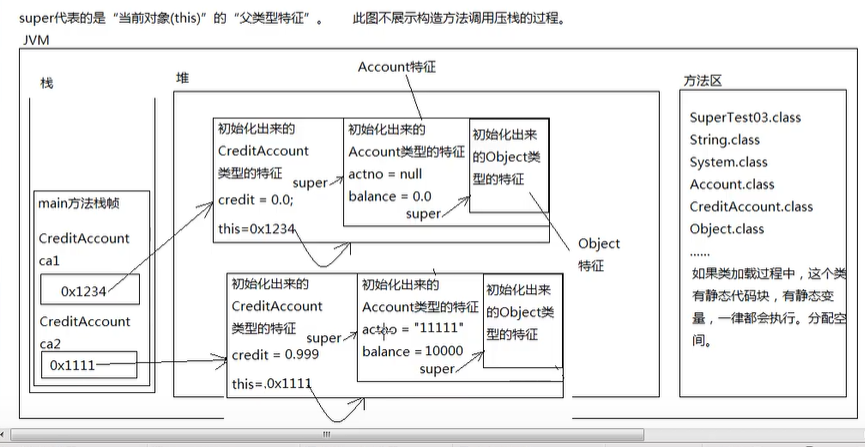 super代表的是“当前对象(this)”的“父类型特征”。 此图不展示构造方法调用压栈的过程。
JVM
栈
堆
方法区
Account特征
main方法栈帧
CreditAccount
ca1
0x1234
CreditAccount
ca2
0x1111
初始化出来的
CreditAccount
类型的特征
super
credit = 0.0;
this=0x1234
初始化出来的
Account类型的特征
actno = null
balance = 0.0
super
初始化出来
的Object类
型的特征
Object
特征
初始化出来的
CreditAccount
类型的特征
super
credit = 0.999
this=.0x1111
初始化出来的
Account类型的特征
actno = "11111"
balance = 10000
super
初始化出来
的Object类
型的特征
SuperTest03.class
String.class
System.class
Account.class
CreditAccount.class
Object.class
......
如果类加载过程中，这个类
有静态代码块，有静态变
量，一律都会执行。分配空
间。